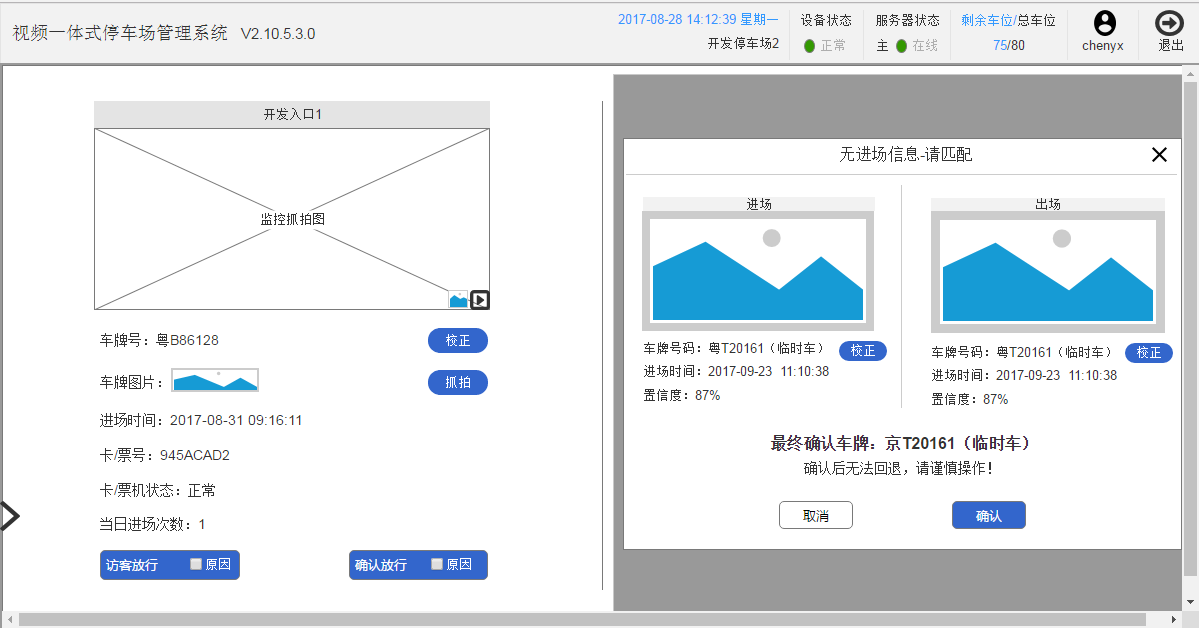 视频一体式停车场管理系统 V2.10.5.3.0
2017-08-28 14:12:39 星期一
开发停车场2
设备状态
正常
服务器状态
主 在线
剩余车位/总车位
75/80
chenyx
退出
开发入口1
监控抓拍图
车牌号：粤B86128
校正
车牌图片：
抓拍
进场时间：2017-08-31 09:16:11
卡/票号：945ACAD2
卡/票机状态：正常
当日进场次数：1
访客放行 原因
确认放行 原因
无进场信息-请匹配
进场
车牌号码：粤T20161（临时车）
校正
进场时间：2017-09-23 11:10:38
置信度：87%
出场
车牌号码：粤T20161（临时车）
校正
进场时间：2017-09-23 11:10:38
置信度：87%
最终确认车牌：京T20161（临时车）
确认后无法回退，请谨慎操作！
取消
确认